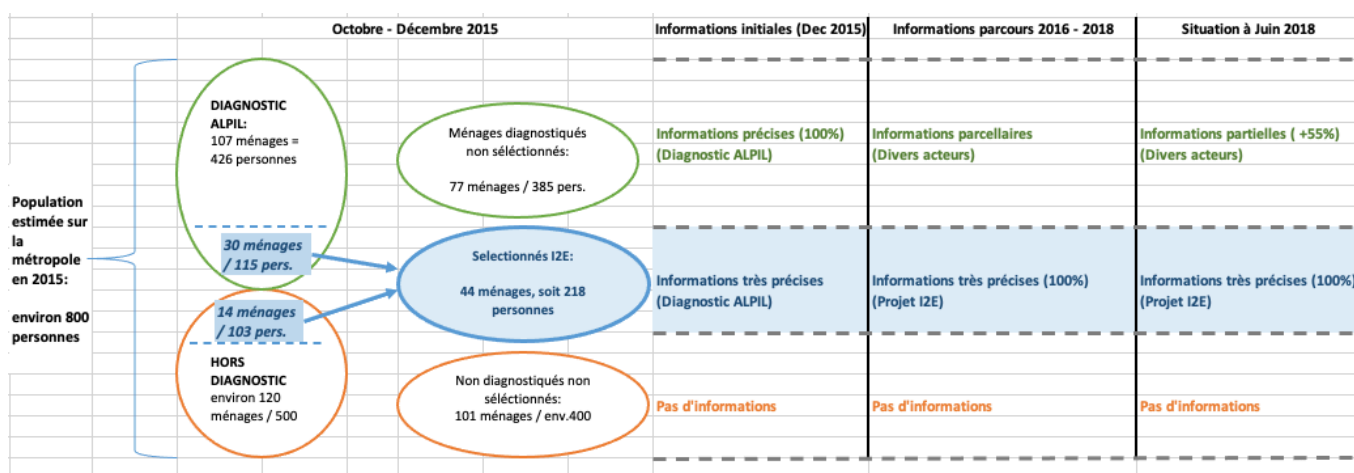 Octobre - Décembre 2015
Informations initiales (Dec 2015)
Informations parcours 2016 - 2018
Situation à Juin 2018
Population
estimée sur
la
métropole
en 2015:
environ 800
personnes
DIAGNOSTIC
ALPIL:
107 ménages =
426 personnes
30 ménages
/ 115 pers.
14 ménages
/ 103 pers.
HORS
DIAGNOSTIC
environ 120
ménages / 500
Ménages diagnostiqués
non séléctionnés:
77 ménages / 385 pers.
Selectionnés I2E:
44 ménages, soit 218
personnes
Non diagnostiqués non
séléctionnés:
101 ménages / env.400
Informations précises (100%)
(Diagnostic ALPIL)
Informations parcellaires
(Divers acteurs)
Informations partielles ( +55%)
(Divers acteurs)
Informations très précises
(Diagnostic ALPIL)
Informations très précises (100%)
(Projet I2E)
Informations très précises (100%)
(Projet I2E)
Pas d'informations
Pas d'informations
Pas d'informations